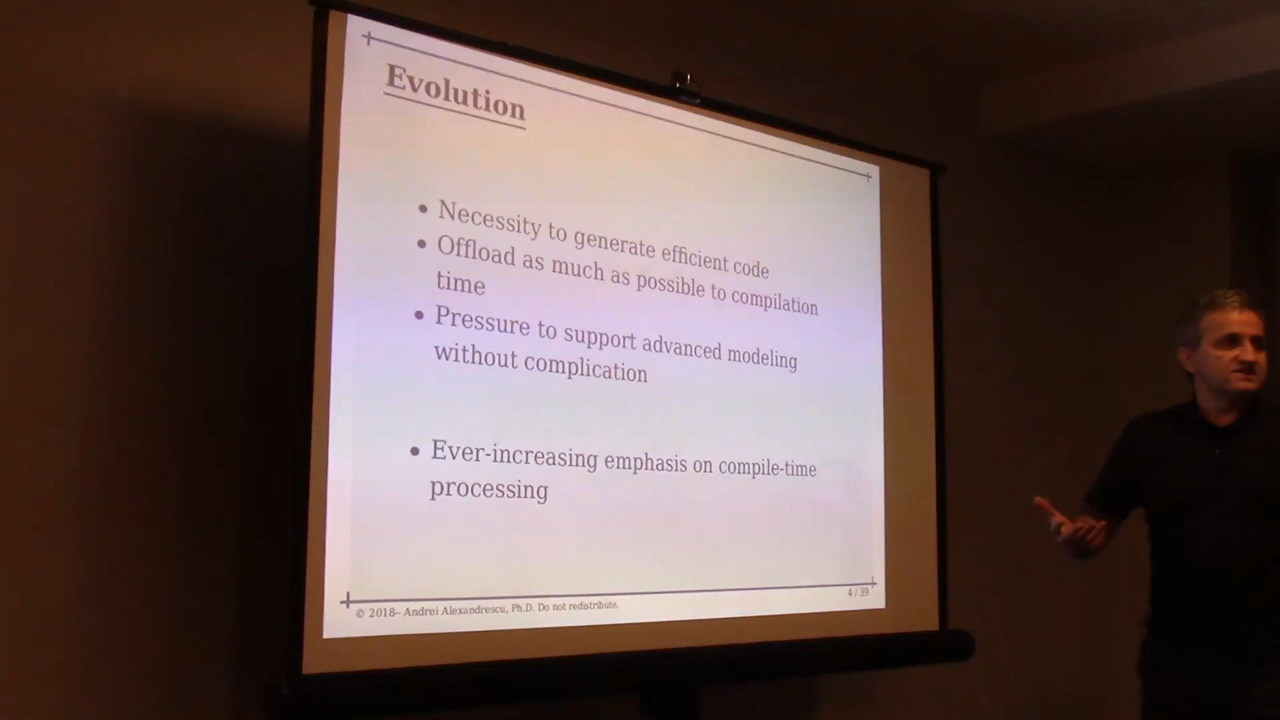 Evolution
• Necessity to generate efficient code
• Offload as much as possible to compilation
time
• Pressure to support advanced modeling
without complication
• Ever-increasing emphasis on compile-time
processing
© 2018– Andrei Alexandrescu, Ph.D. Do not redistribute.
4 / 39